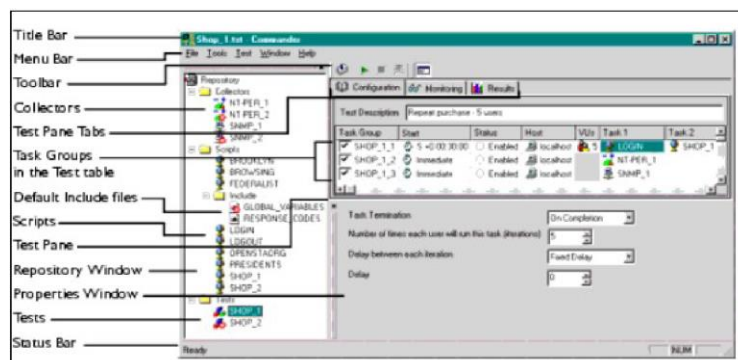 Title Bar
Menu Bar
Toolbar
Collectors
Test Pane Tabs
Task Groups
in the Test table
Default Include files
Scripts
Test Pane
Repository Window
Properties Window
Tests
Status Bar
Shop_1.tst - Commander
File Tools Test Window Help
Repository
Collectors
NT-PER_1
NT-PER_2
SNMP_1
SNMP_2
Scripts
BROOKLYN
BROWSING
FEDERALIST
Include
GLOBAL_VARIABLES
RESPONSE_CODES
LOGIN
LOGOUT
OPENSTAORG
PRESIDENTS
SHOP_1
SHOP_2
Tests
SHOP_1
SHOP_2
Configuration Monitoring Results
Test Description Repeat purchase - 5 users
Task Group Start Status Host VUs Task 1 Task 2
SHOP_1_1 5 +0 00:30:00 Enabled localhost 5 LOGIN SHOP_1
SHOP_1_2 Immediate Enabled localhost NT-PER_1
SHOP_1_3 Immediate Enabled localhost SNMP_1
Task Termination On Completion
Number of times each user will run this task (iterations) 5
Delay between each iteration Fixed Delay
Delay 0
Ready NUM